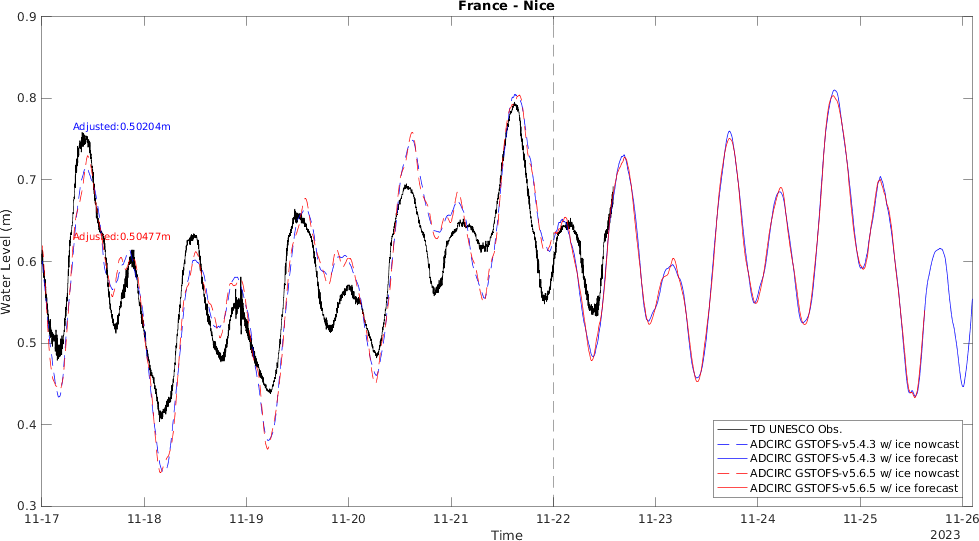 France - Nice
0.9
0.8
0.7
0.6
0.5
0.4
0.3
Water Level (m)
Adjusted:0.50204m
Adjusted:0.50477m
TD UNESCO Obs.
ADCIRC GSTOFS-v5.4.3 w/ ice nowcast
ADCIRC GSTOFS-v5.4.3 w/ ice forecast
ADCIRC GSTOFS-v5.6.5 w/ ice nowcast
ADCIRC GSTOFS-v5.6.5 w/ ice forecast
11-17 11-18 11-19 11-20 11-21 11-22 11-23 11-24 11-25 11-26
Time 2023